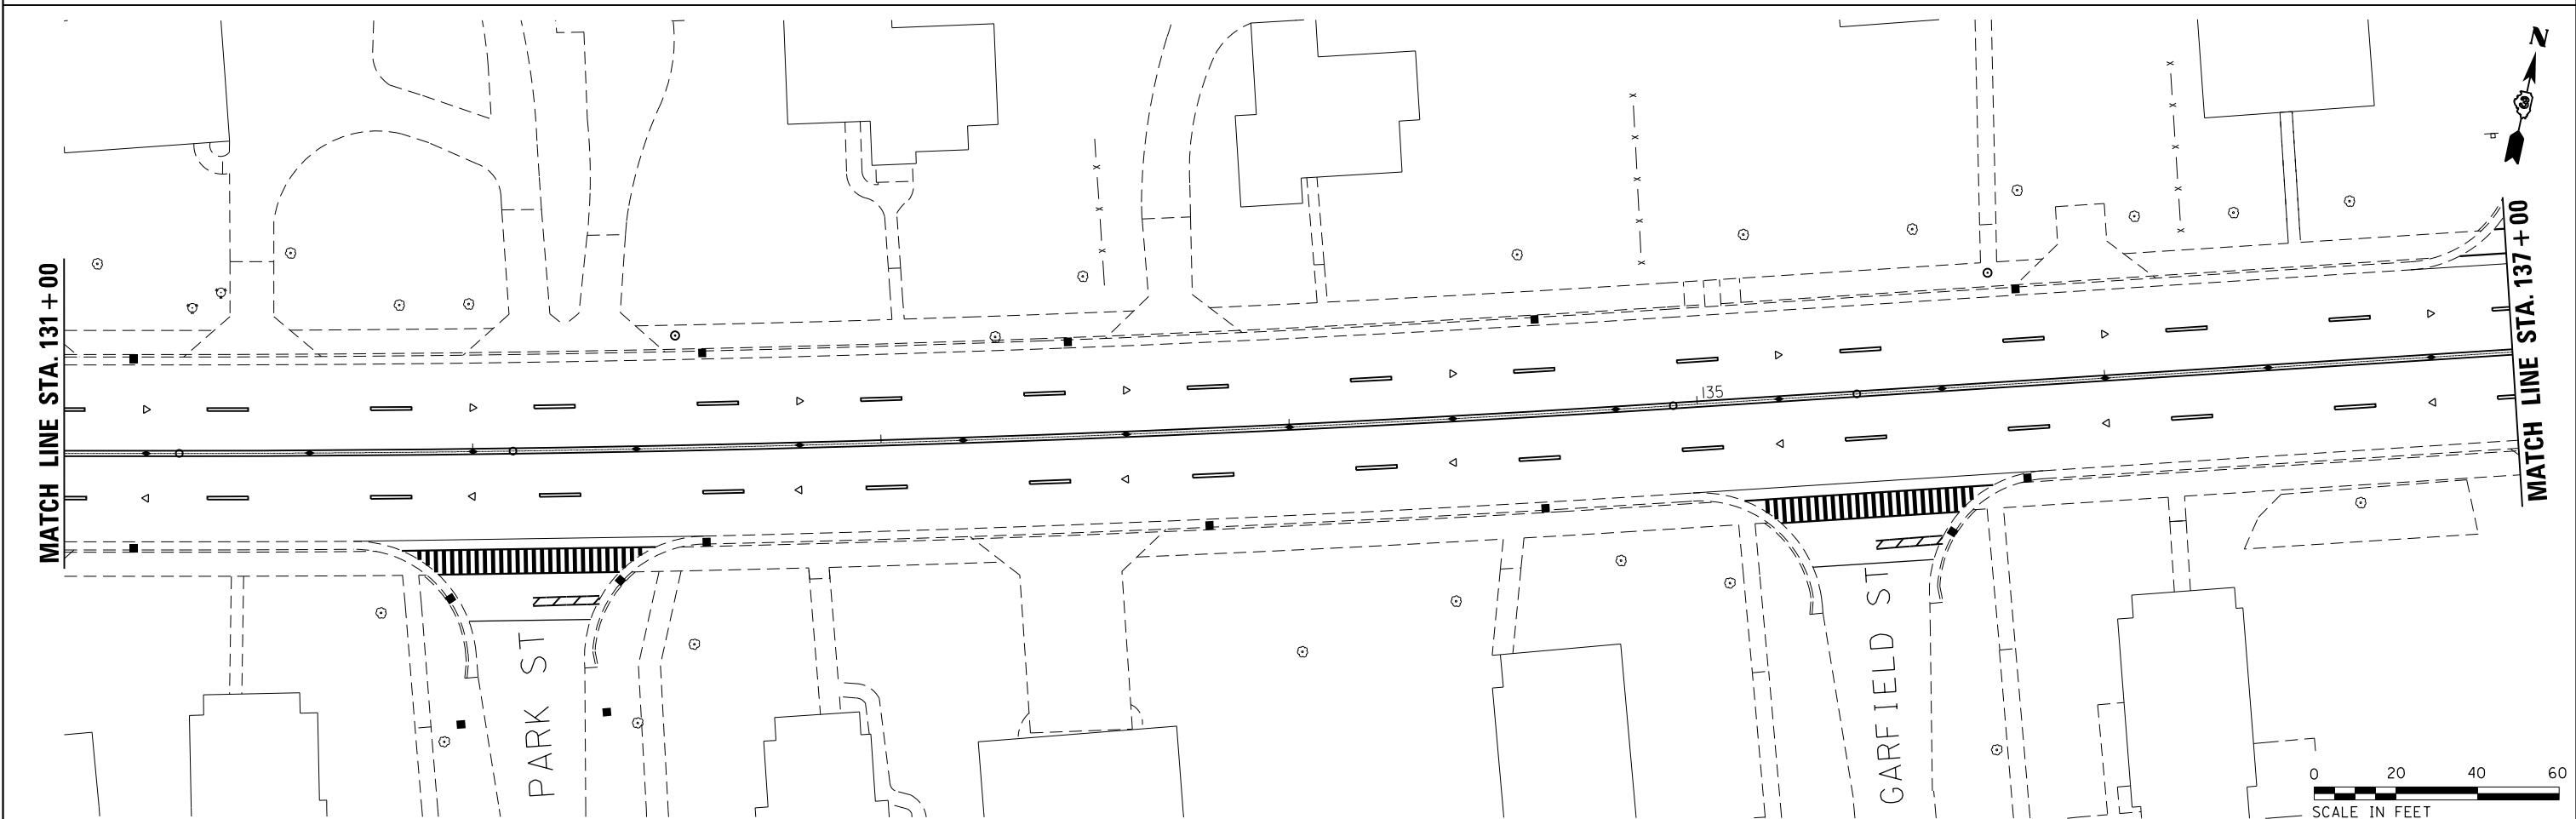 N
MATCH LINE STA. 131+00
MATCH LINE STA. 137+00
135
PARK ST
GARFIELD ST
0 20 40 60
SCALE IN FEET